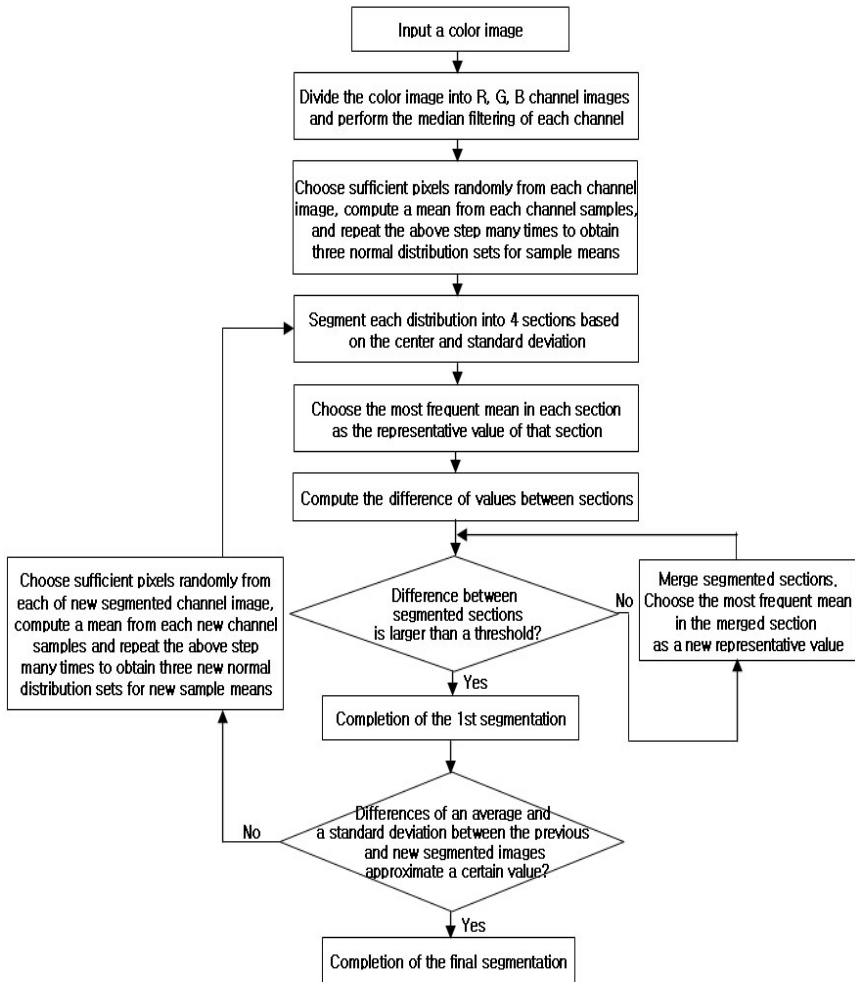 Input a color image
Divide the color image into R, G, B channel images
and perform the median filtering of each channel
Choose sufficient pixels randomly from each channel
image, compute a mean from each channel samples,
and repeat the above step many times to obtain
three normal distribution sets for sample means
Segment each distribution into 4 sections based
on the center and standard deviation
Choose the most frequent mean in each section
as the representative value of that section
Compute the difference of values between sections
Choose sufficient pixels randomly from
each of new segmented channel image,
compute a mean from each new channel
samples and repeat the above step
many times to obtain three new normal
distribution sets for new sample means
Difference between
segmented sections
is larger than a threshold?
No
Merge segmented sections.
Choose the most frequent mean
in the merged section
as a new representative value
Yes
Completion of the 1st segmentation
Differences of an average and
a standard deviation between the previous
and new segmented images
approximate a certain value?
No
Yes
Completion of the final segmentation